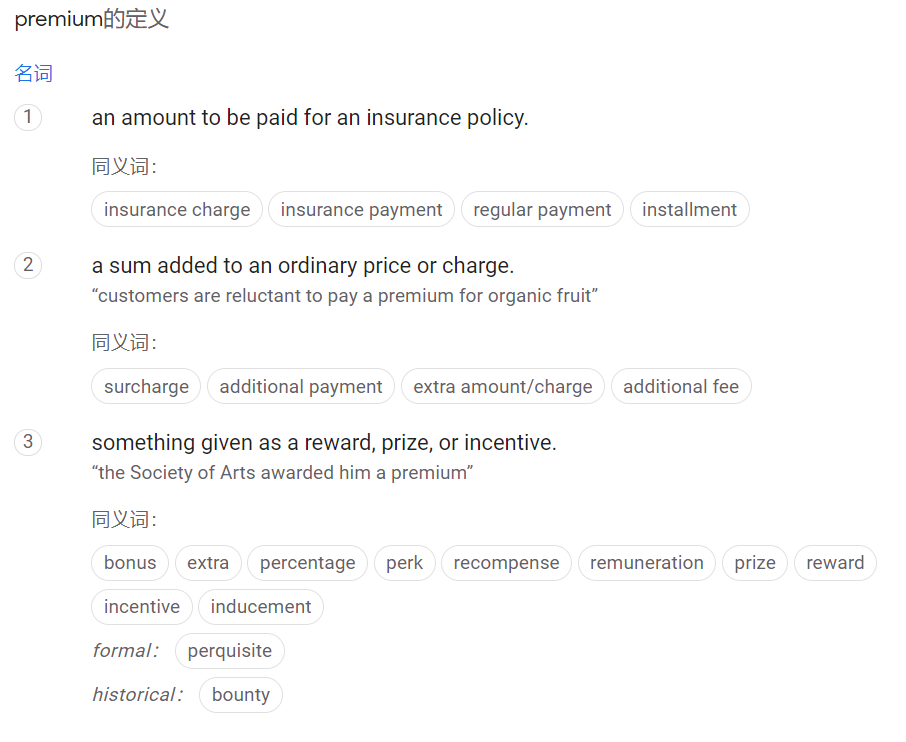 premium的定义
名词
1 an amount to be paid for an insurance policy.
同义词：
insurance charge insurance payment regular payment installment
2 a sum added to an ordinary price or charge.
“customers are reluctant to pay a premium for organic fruit”
同义词：
surcharge additional payment extra amount/charge additional fee
3 something given as a reward, prize, or incentive.
“the Society of Arts awarded him a premium”
同义词：
bonus extra percentage perk recompense remuneration prize reward
incentive inducement
formal： perquisite
historical： bounty